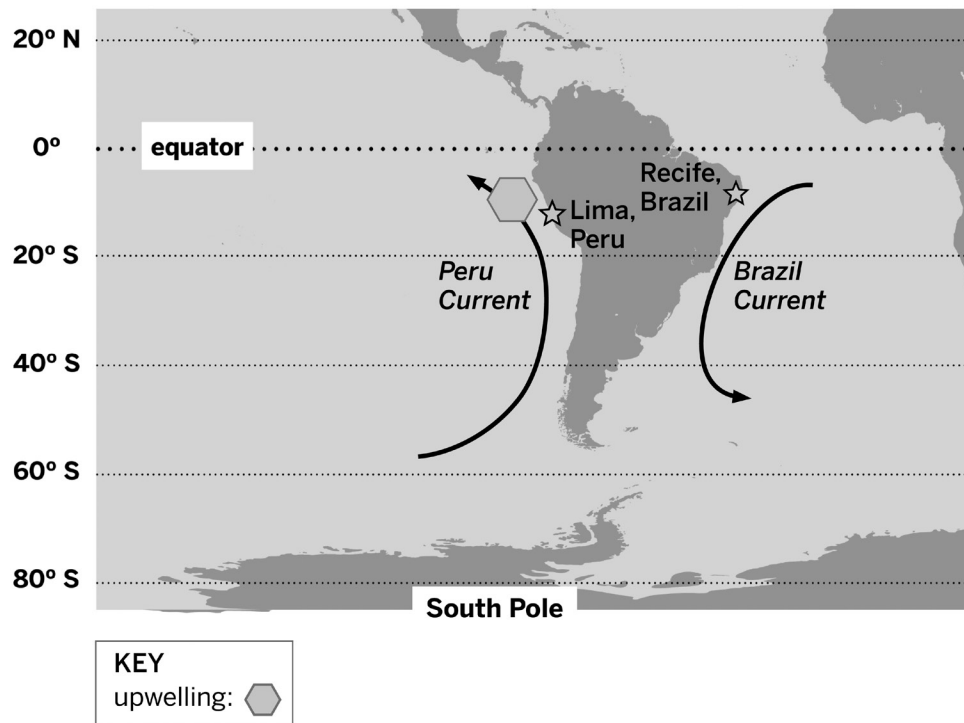 20º N
equator
0º
Recife,
Brazil
Lima,
Peru
20º S
Peru
Current
Brazil
Current
40º S
60º S
80º S
South Pole
KEY
upwelling: